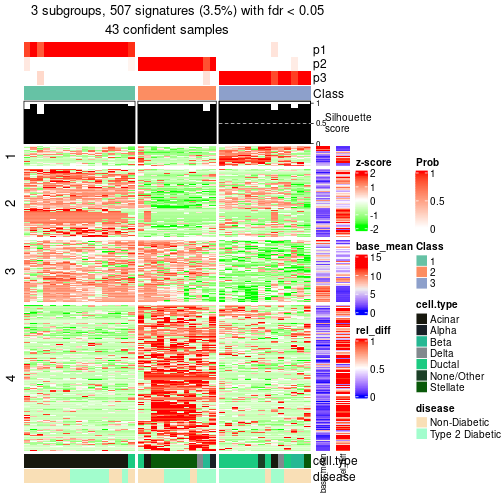 3 subgroups, 507 signatures (3.5%) with fdr < 0.05
43 confident samples
p1
p2
p3
Class
1
0.5
0
Silhouette
score
1
2
3
4
z-score
2
1
0
-1
-2
Prob
1
0.5
0
base_mean
15
10
5
0
Class
1
2
3
rel_diff
1
0.5
0
cell.type
Acinar
Alpha
Beta
Delta
Ductal
None/Other
Stellate
disease
Non-Diabetic
Type 2 Diabetic
cell.type
disease